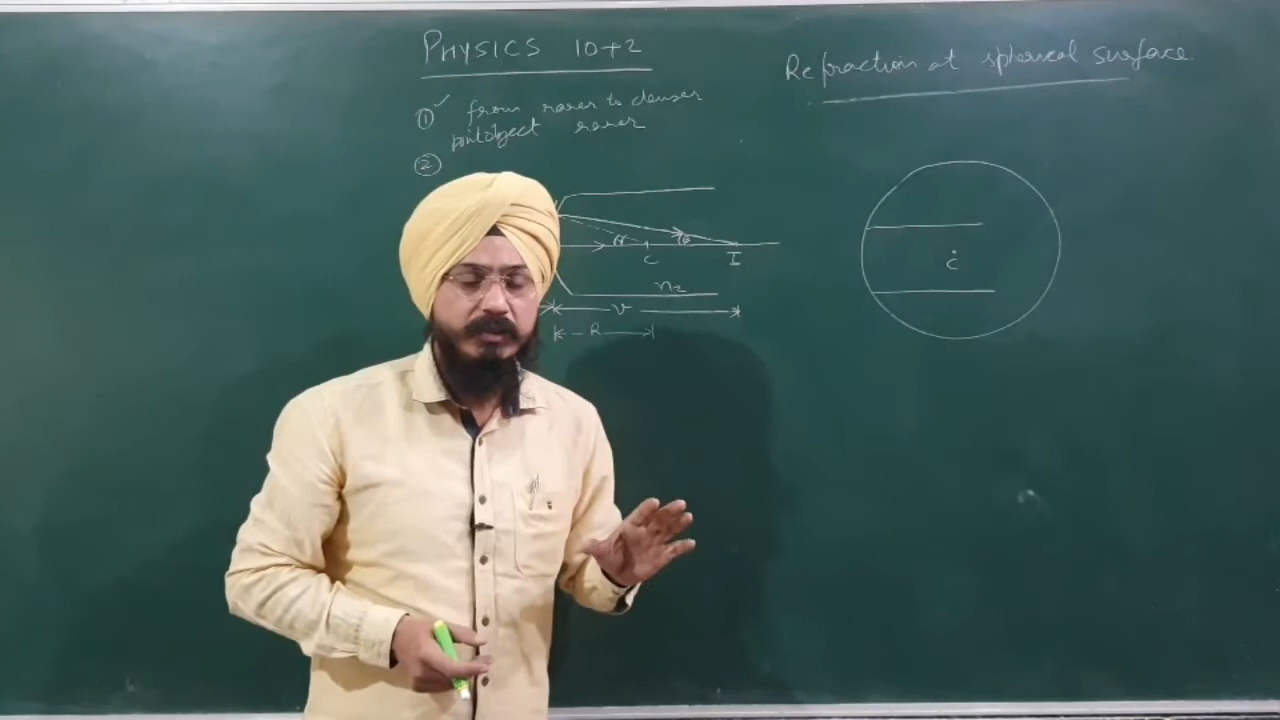 PHYSICS 10+2
Refraction at spherical surface
① from rarer to denser
point object rarer
②
α
C
I
n₂
v
R
C